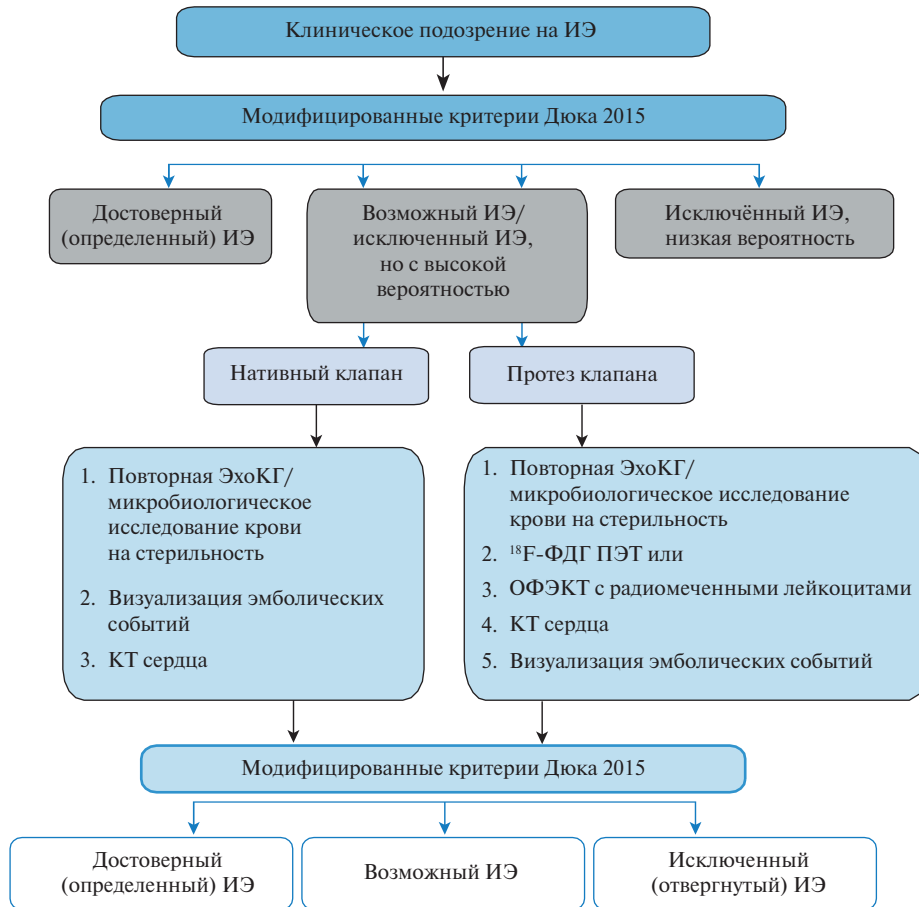 Клиническое подозрение на ИЭ
Модифицированные критерии Дюка 2015
Достоверный
(определенный) ИЭ
Возможный ИЭ/
исключенный ИЭ,
но с высокой
вероятностью
Исключённый ИЭ,
низкая вероятность
Нативный клапан
Протез клапана
1. Повторная ЭхоКГ/
микробиологическое
исследование крови
на стерильность
2. Визуализация эмболических
событий
3. КТ сердца
1. Повторная ЭхоКГ/
микробиологическое исследование
крови на стерильность
2. ¹⁸F-ФДГ ПЭТ или
3. ОФЭКТ с радиомеченными лейкоцитами
4. КТ сердца
5. Визуализация эмболических событий
Модифицированные критерии Дюка 2015
Достоверный
(определенный) ИЭ
Возможный ИЭ
Исключенный
(отвергнутый) ИЭ